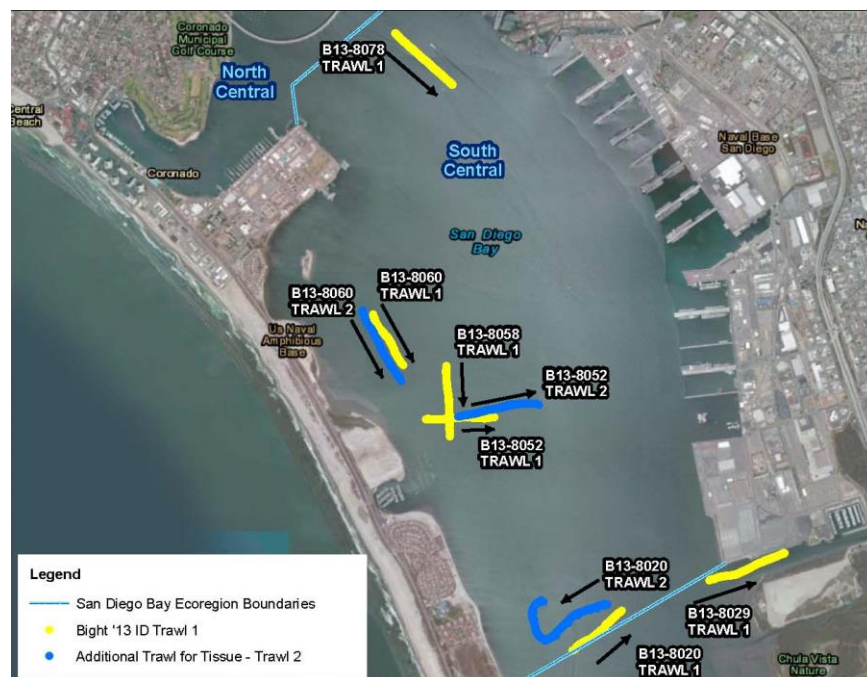 Coronado
Municipal
Golf Course
B13-8078
TRAWL 1
North
Central
Central
Beach
Naval Base
San Diego
Coronado
South
Central
San Diego
Bay
B13-8060
TRAWL 1
B13-8060
TRAWL 2
Us Naval
Amphibious
Base
B13-8058
TRAWL 1
B13-8052
TRAWL 2
B13-8052
TRAWL 1
B13-8020
TRAWL 2
B13-8029
TRAWL 1
B13-8020
TRAWL 1
Chula Vista
Nature
Legend
San Diego Bay Ecoregion Boundaries
Bight '13 ID Trawl 1
Additional Trawl for Tissue - Trawl 2